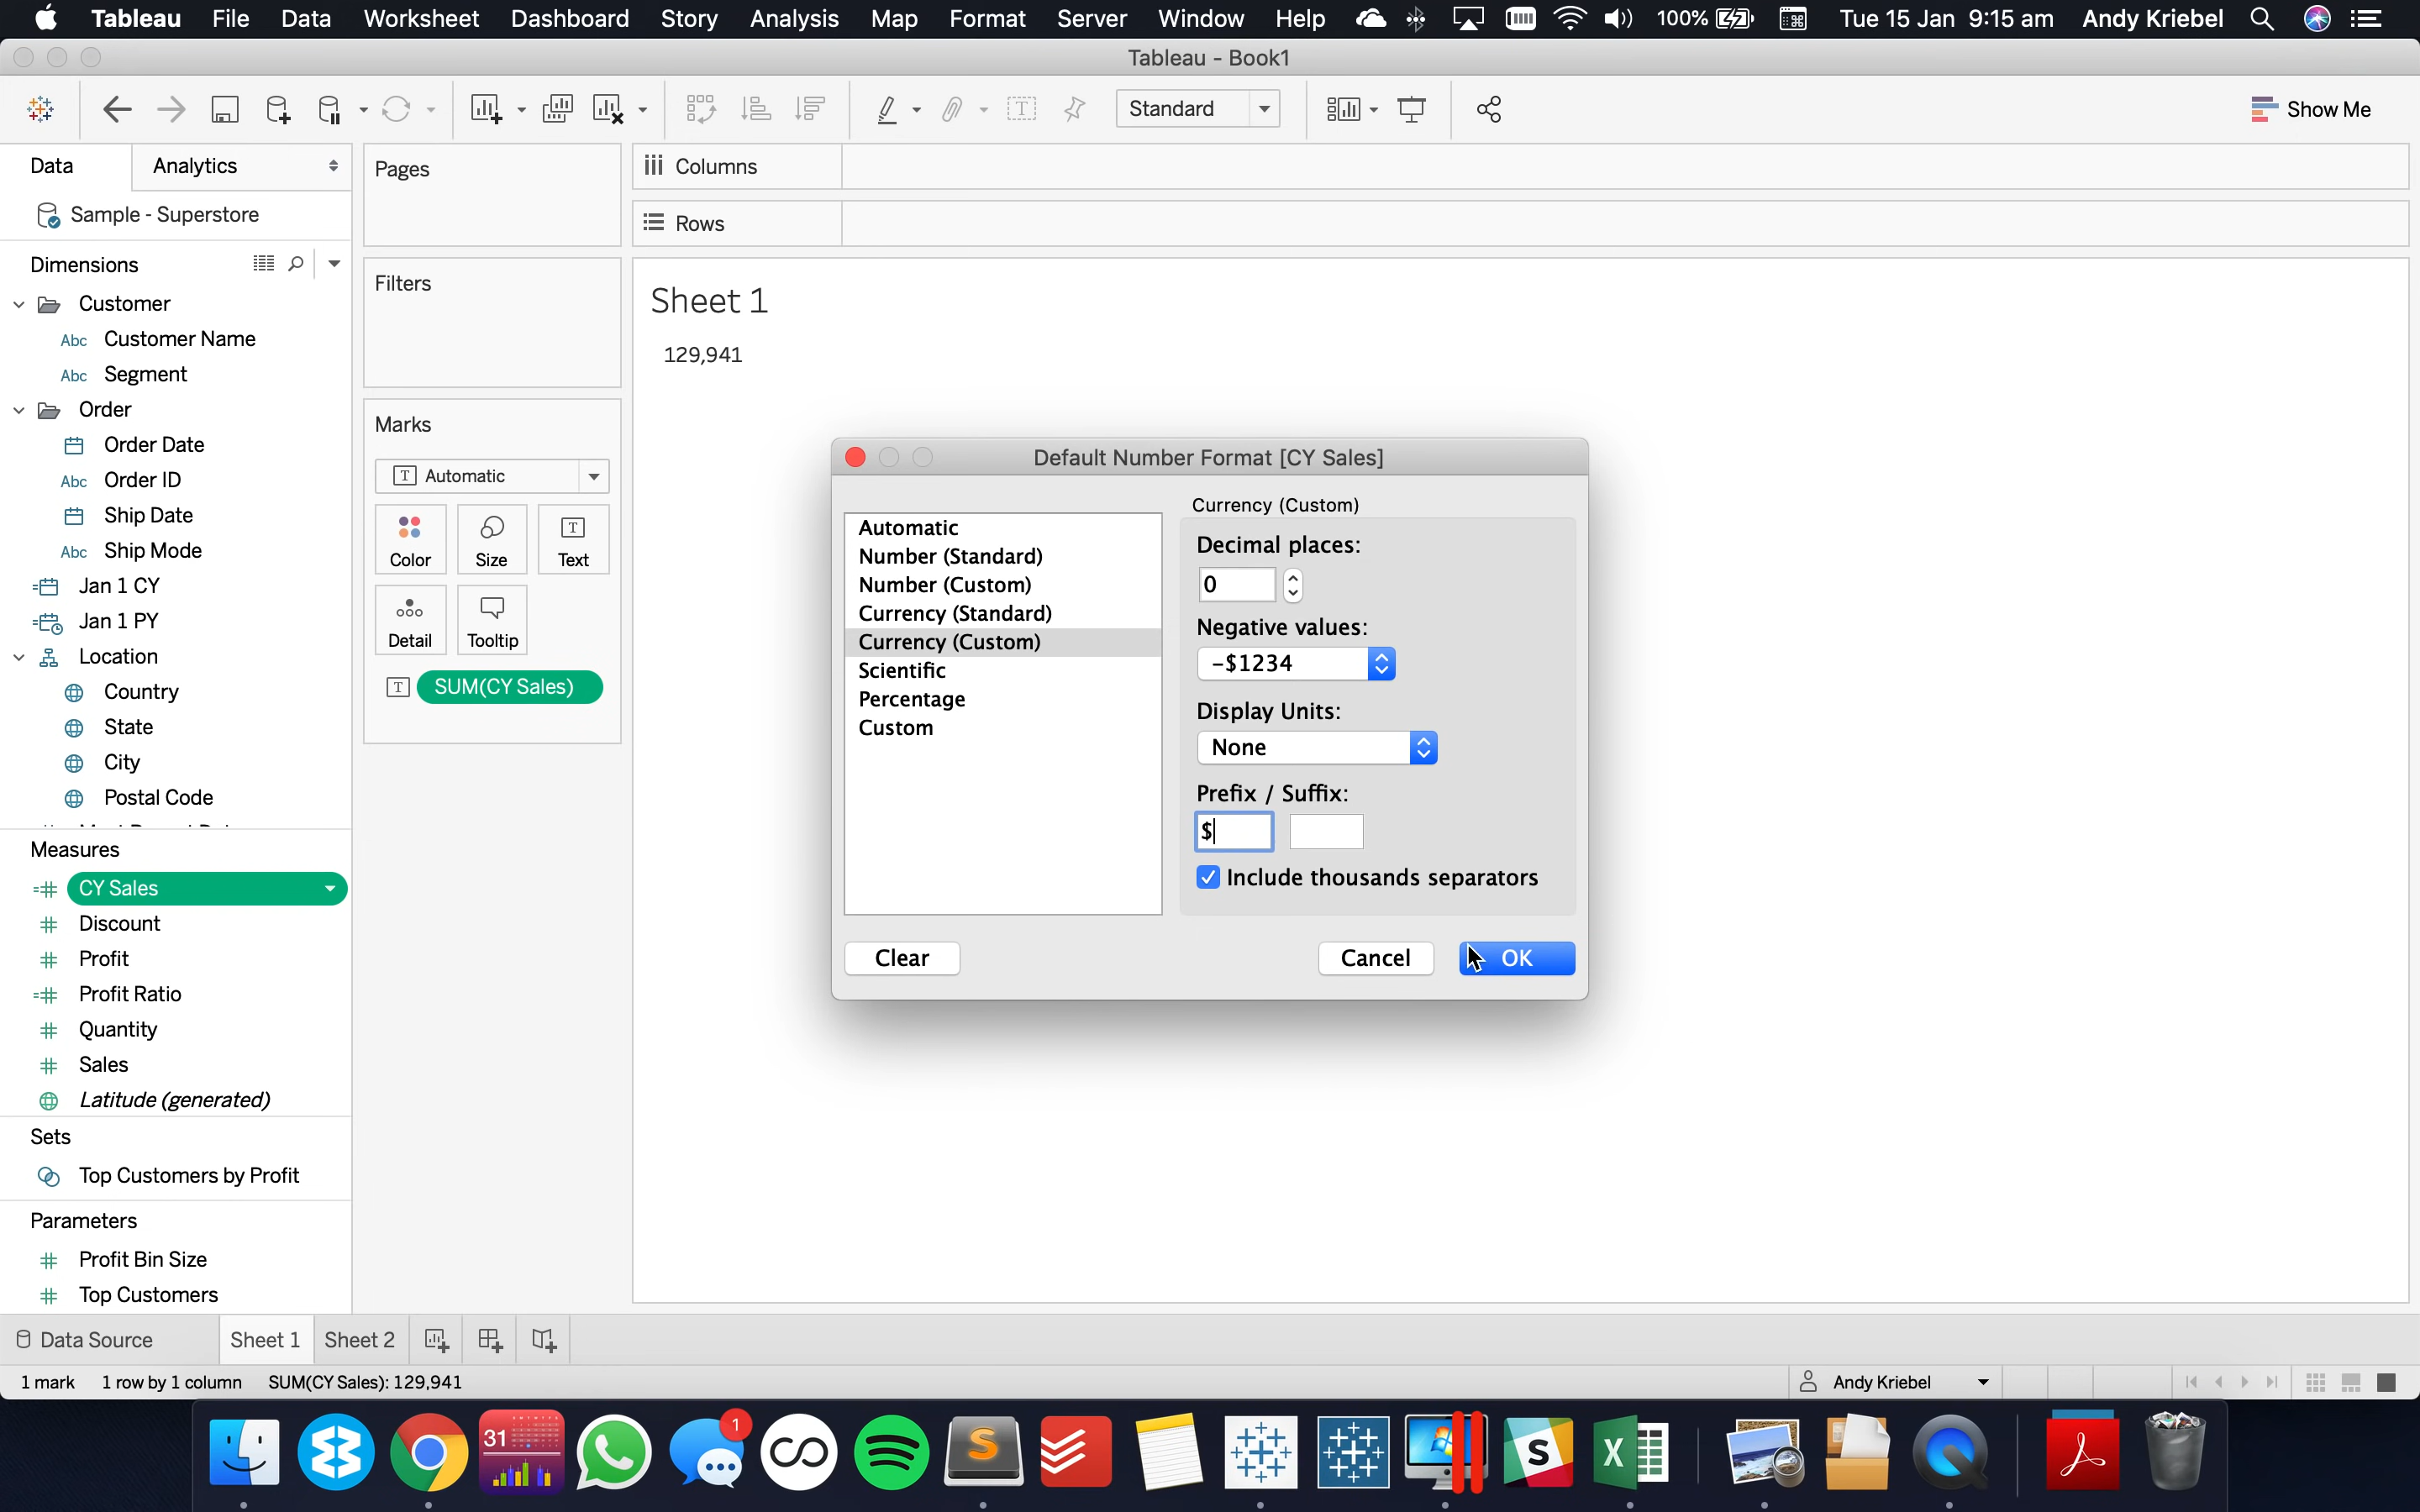 Tableau File Data Worksheet Dashboard Story Analysis Map Format Server Window Help 100% Tue 15 Jan 9:15 am Andy Kriebel
Tableau - Book1
Standard Show Me
Data Analytics
Sample - Superstore
Dimensions
Customer
Abc Customer Name
Abc Segment
Order
Order Date
Abc Order ID
Ship Date
Abc Ship Mode
Jan 1 CY
Jan 1 PY
Location
Country
State
City
Postal Code
Measures
CY Sales
Discount
Profit
Profit Ratio
Quantity
Sales
Latitude (generated)
Sets
Top Customers by Profit
Parameters
Profit Bin Size
Top Customers
Pages
Filters
Marks
Automatic
Color Size Text
Detail Tooltip
SUM(CY Sales)
Columns
Rows
Sheet 1
129,941
Default Number Format [CY Sales]
Automatic
Number (Standard)
Number (Custom)
Currency (Standard)
Currency (Custom)
Scientific
Percentage
Custom
Currency (Custom)
Decimal places:
0
Negative values:
-$1234
Display Units:
None
Prefix / Suffix:
$
Include thousands separators
Clear Cancel OK
Data Source Sheet 1 Sheet 2
1 mark 1 row by 1 column SUM(CY Sales): 129,941 Andy Kriebel
31 1